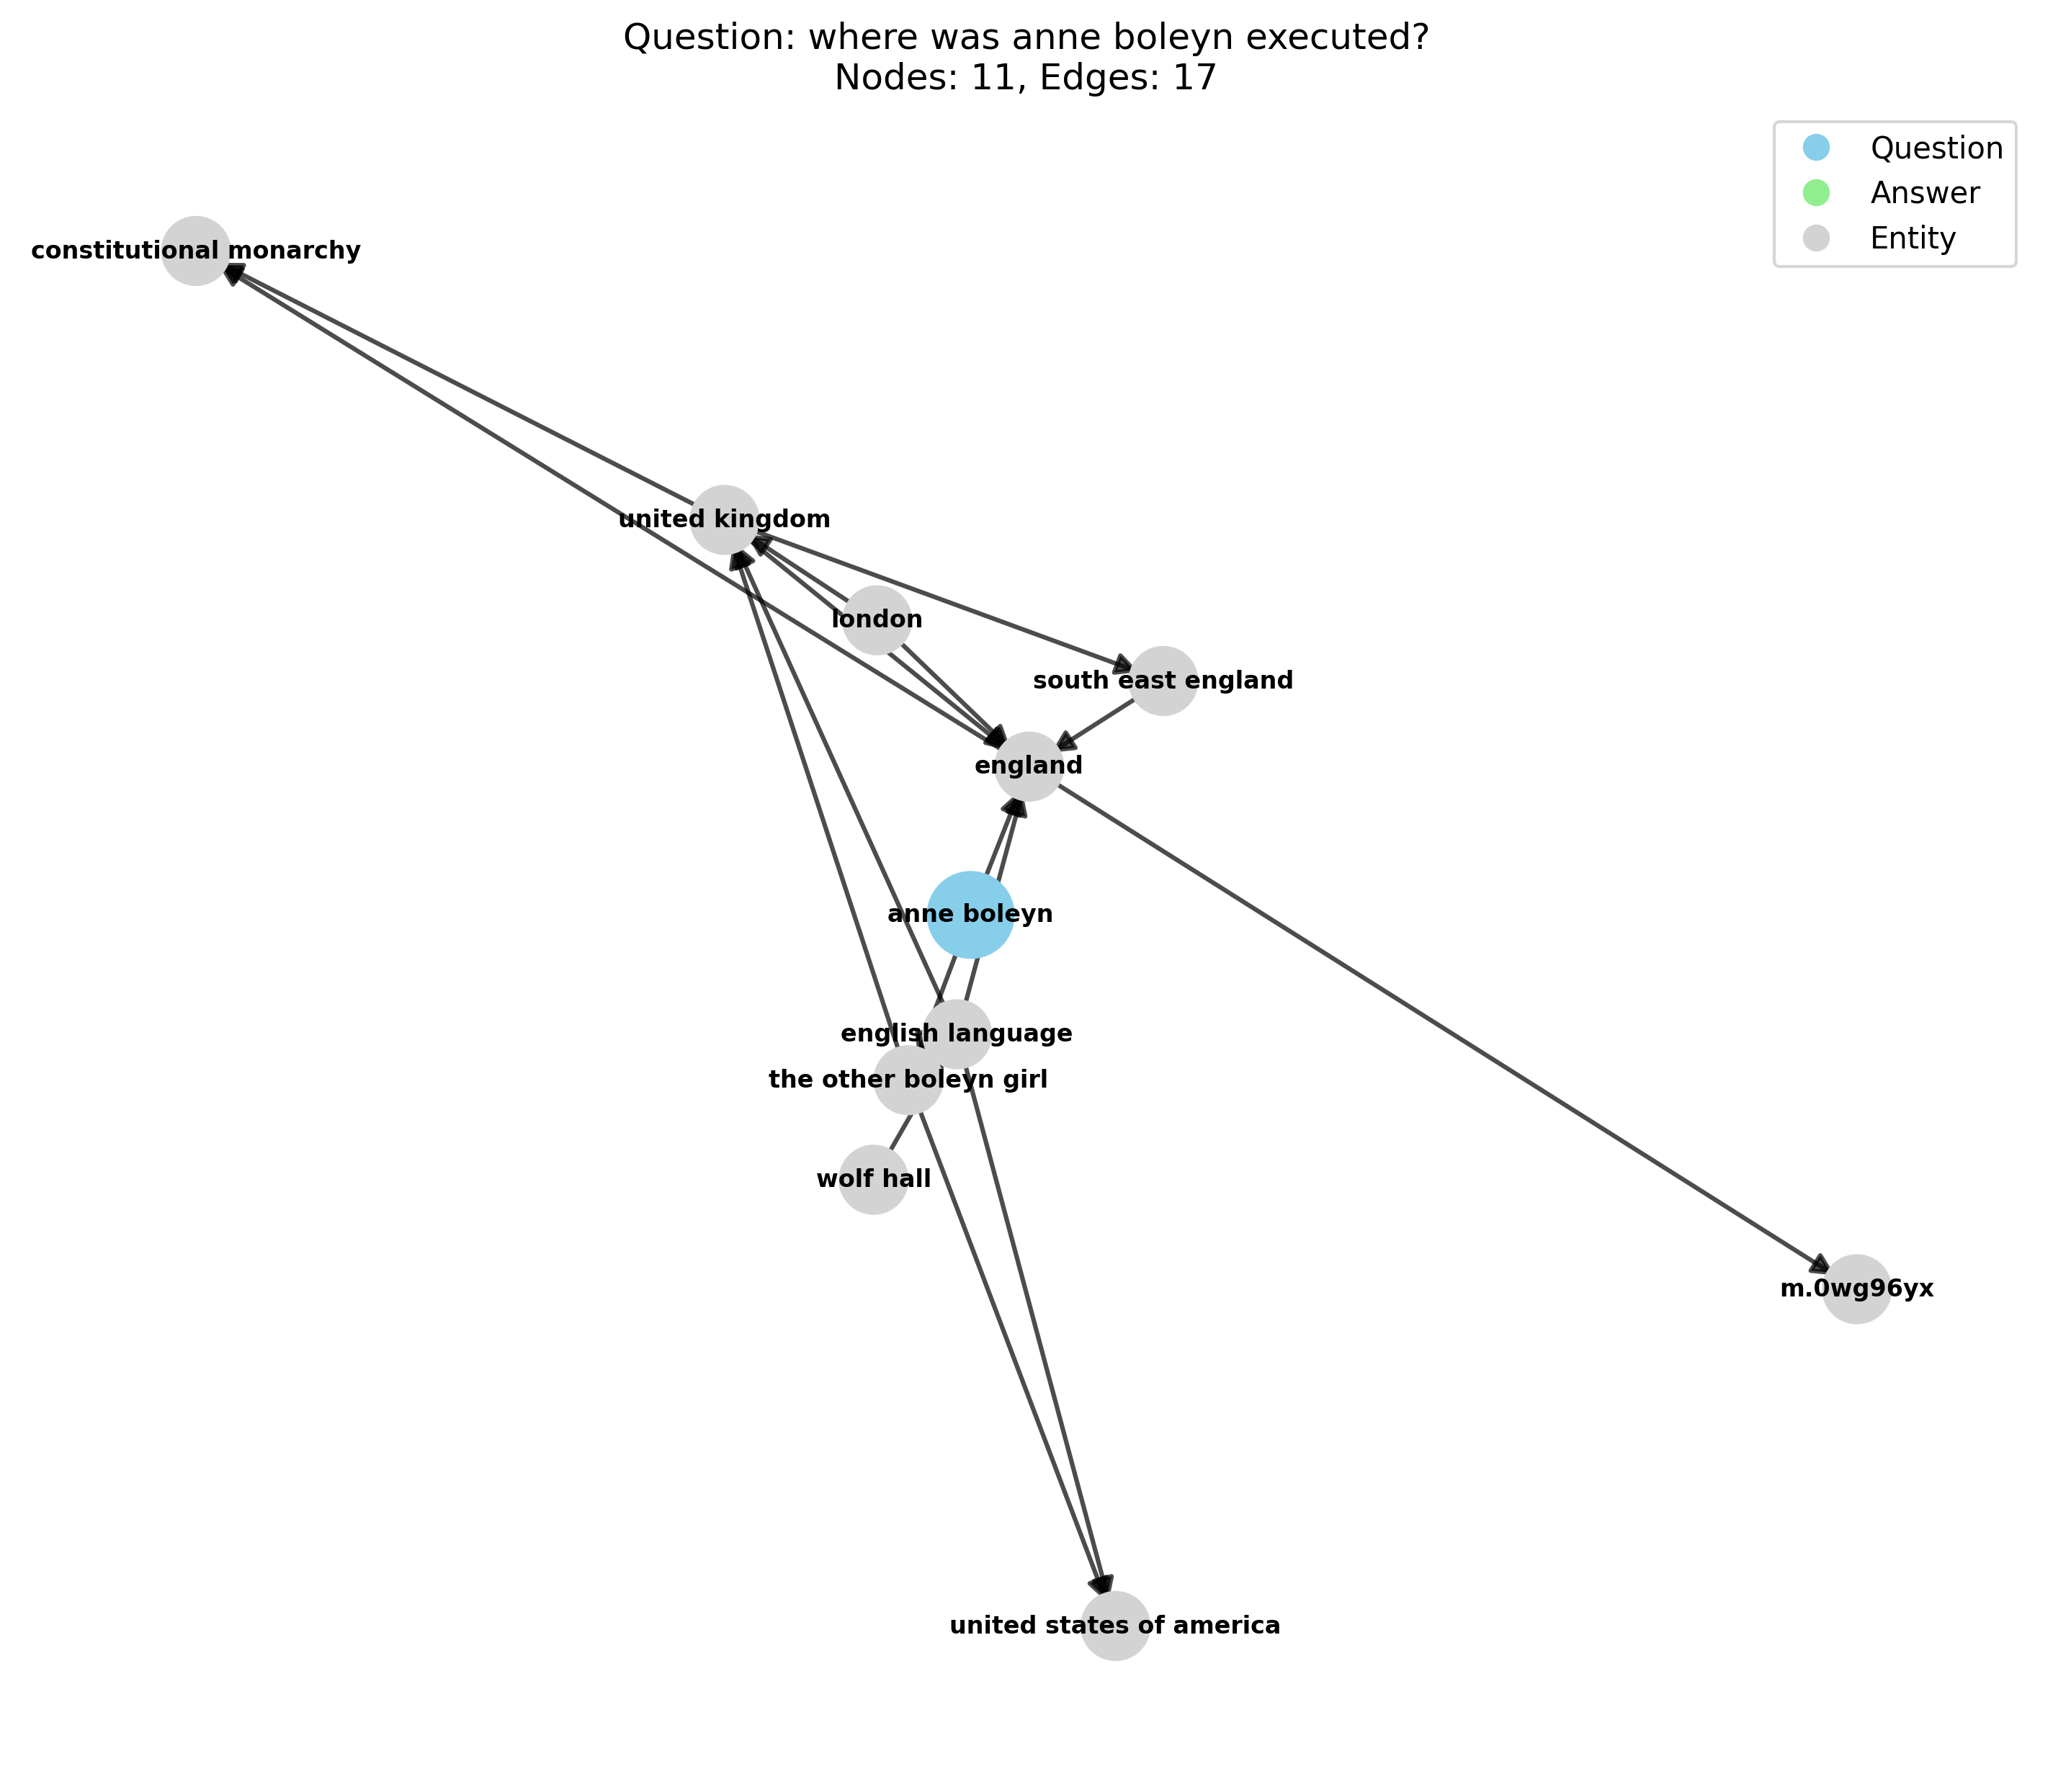 Question: where was anne boleyn executed?
Nodes: 11, Edges: 17
Question
Answer
Entity
constitutional monarchy
united kingdom
london
south east england
england
anne boleyn
english language
the other boleyn girl
wolf hall
m.0wg96yx
united states of america